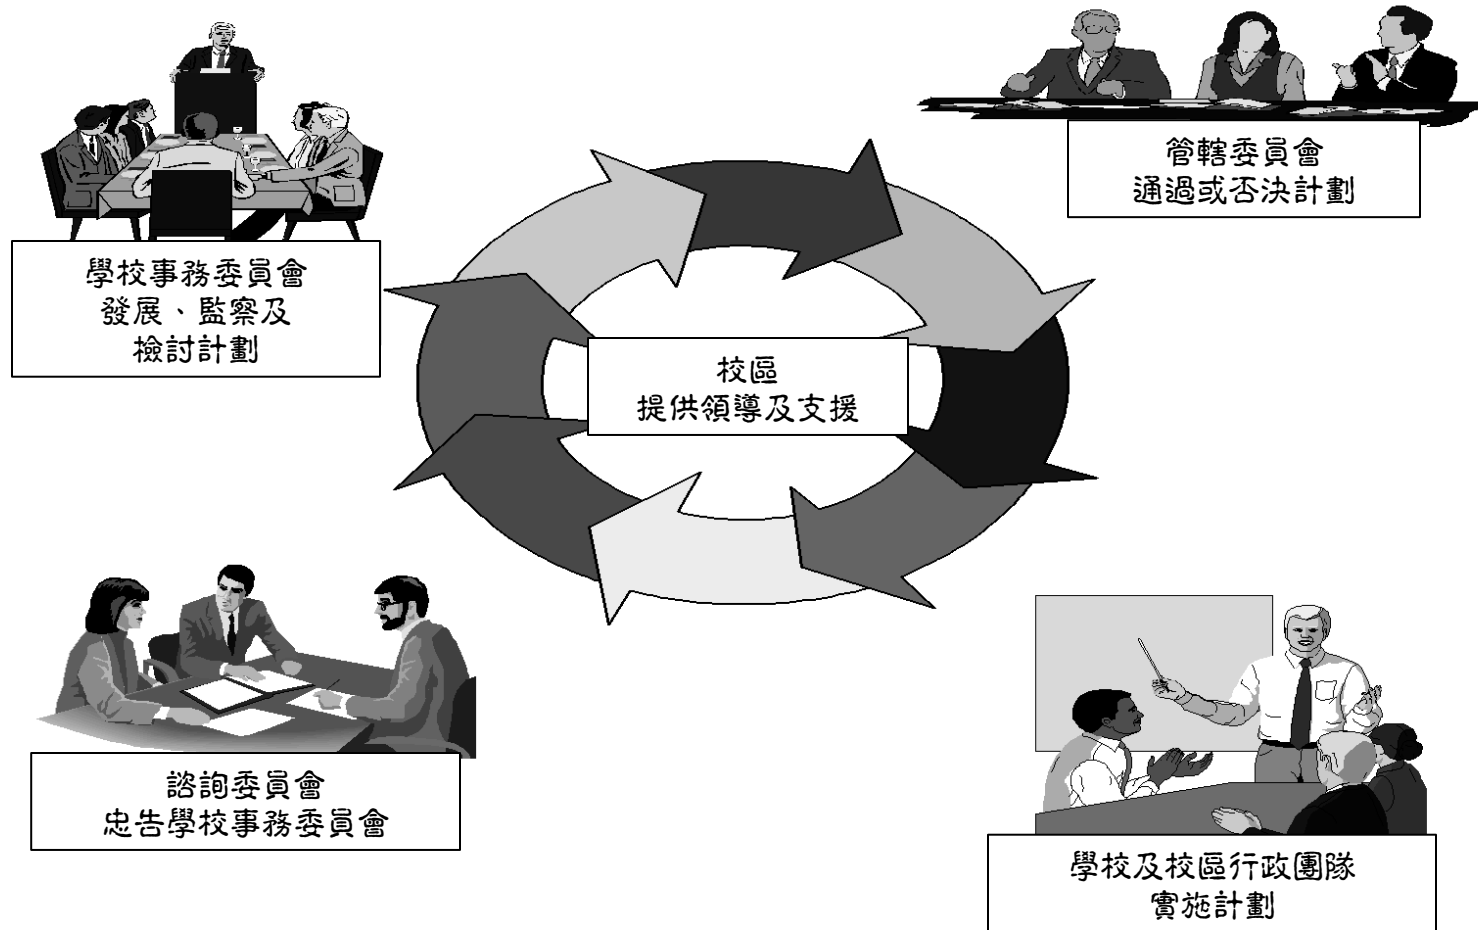 管轄委員會
通過或否決計劃
學校事務委員會
發展、監察及
檢討計劃
校區
提供領導及支援
諮詢委員會
忠告學校事務委員會
學校及校區行政團隊
實施計劃